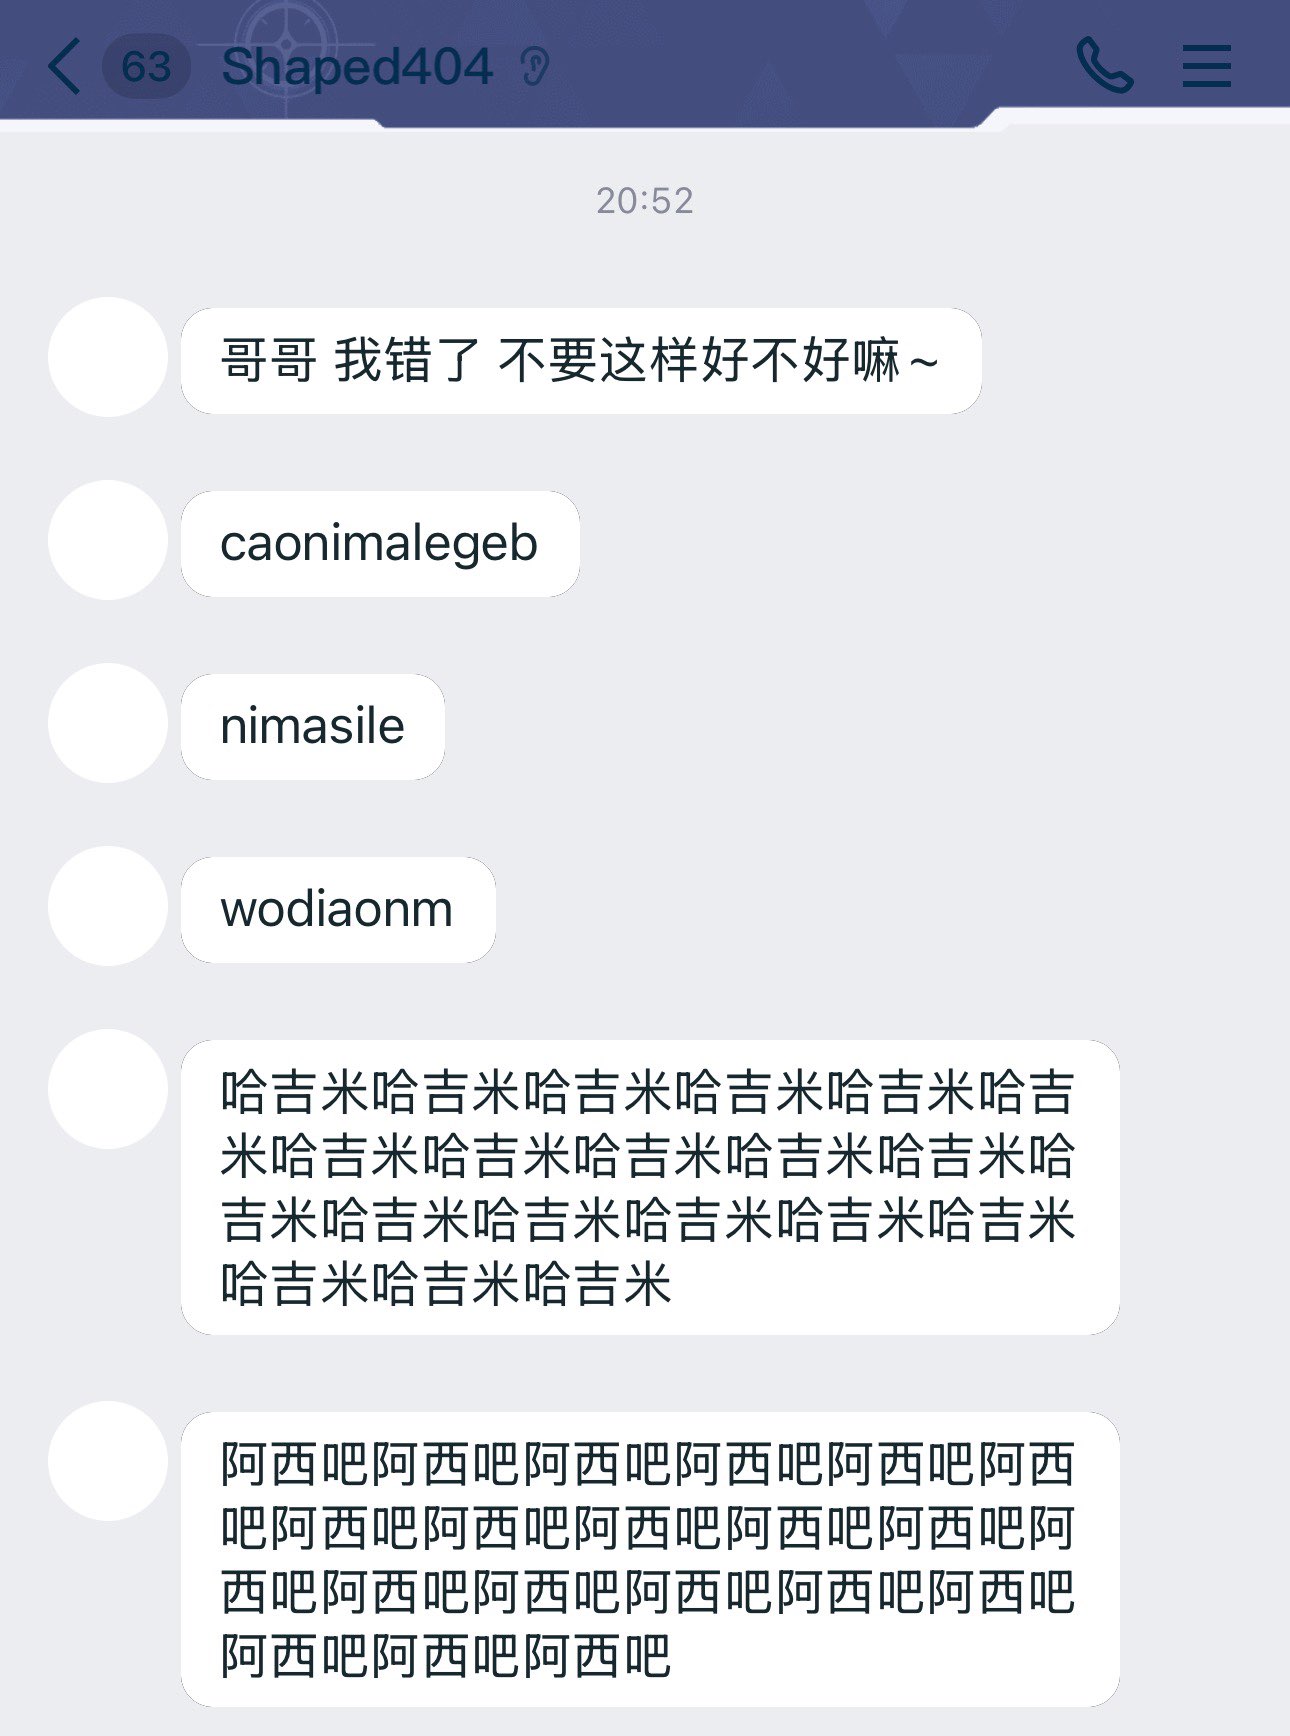 63 Shaped404
20:52
哥哥 我错了 不要这样好不好嘛~
caonimalegeb
nimasile
wodiaonm
哈吉米哈吉米哈吉米哈吉米哈吉米哈吉
米哈吉米哈吉米哈吉米哈吉米哈吉米哈
吉米哈吉米哈吉米哈吉米哈吉米哈吉米
哈吉米哈吉米哈吉米
阿西吧阿西吧阿西吧阿西吧阿西吧阿西
吧阿西吧阿西吧阿西吧阿西吧阿西吧阿
西吧阿西吧阿西吧阿西吧阿西吧阿西吧
阿西吧阿西吧阿西吧